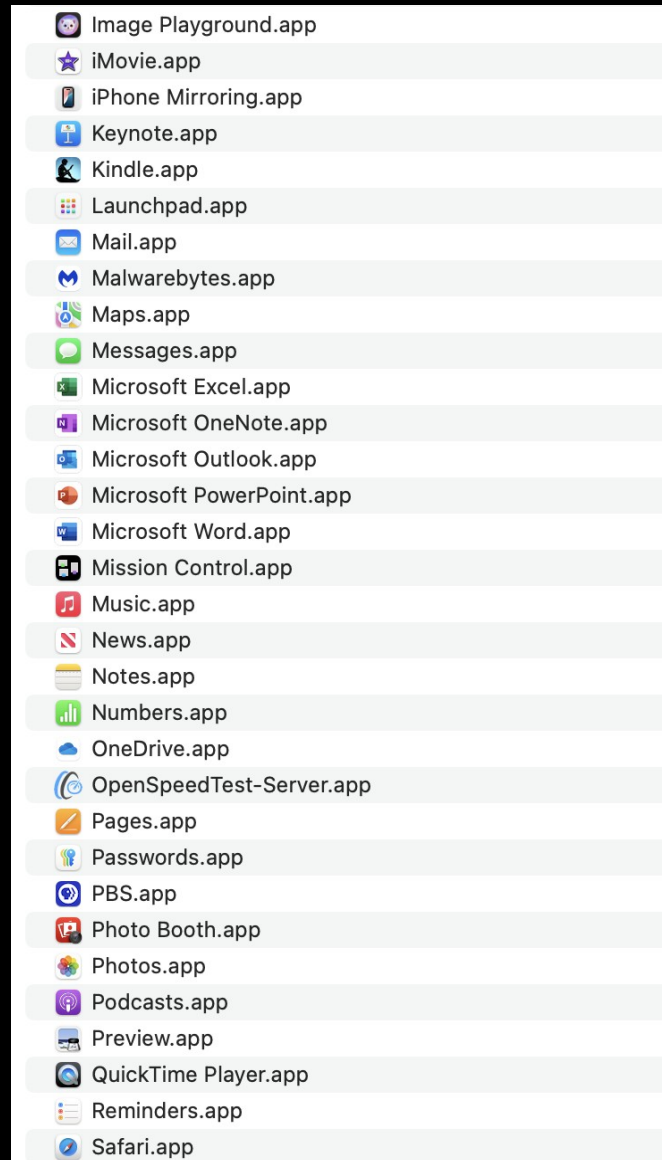 Image Playground.app
iMovie.app
iPhone Mirroring.app
Keynote.app
Kindle.app
Launchpad.app
Mail.app
Malwarebytes.app
Maps.app
Messages.app
Microsoft Excel.app
Microsoft OneNote.app
Microsoft Outlook.app
Microsoft PowerPoint.app
Microsoft Word.app
Mission Control.app
Music.app
News.app
Notes.app
Numbers.app
OneDrive.app
OpenSpeedTest-Server.app
Pages.app
Passwords.app
PBS.app
Photo Booth.app
Photos.app
Podcasts.app
Preview.app
QuickTime Player.app
Reminders.app
Safari.app